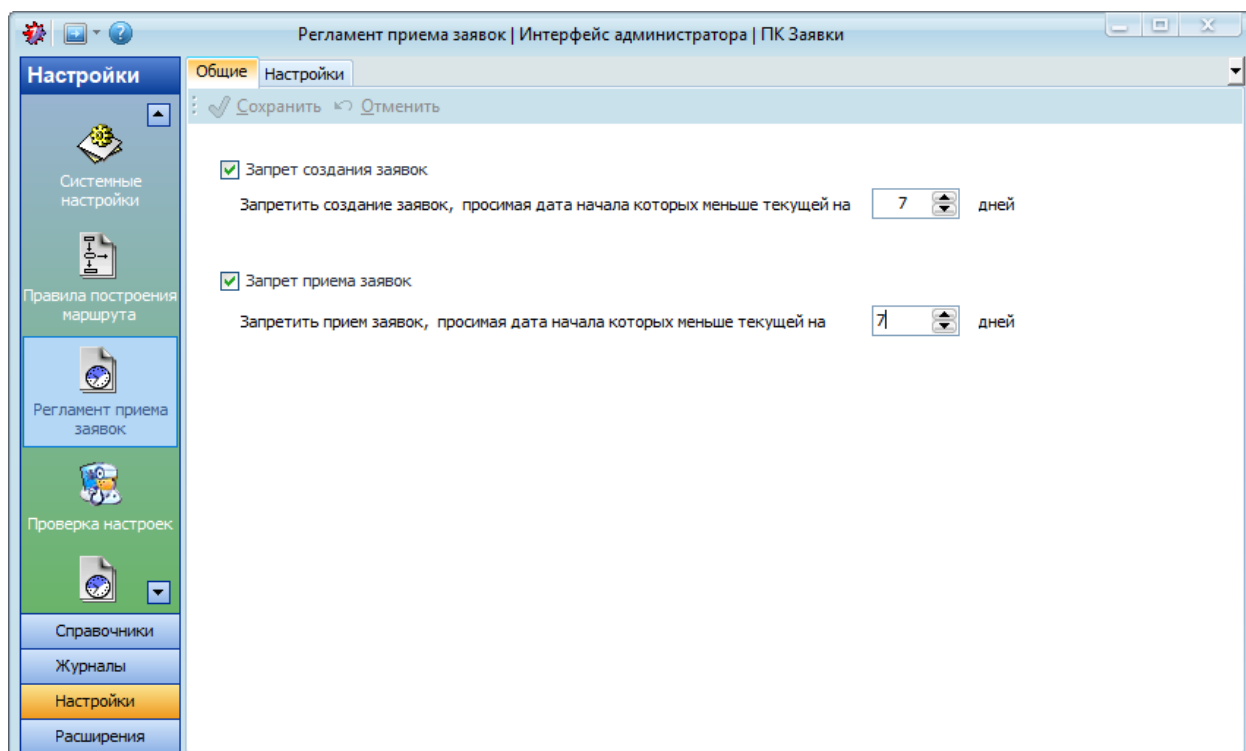 Регламент приема заявок | Интерфейс администратора | ПК Заявки
Настройки
Общие
Настройки
Сохранить
Отменить
Системные
настройки
Правила построения
маршрута
Регламент приема
заявок
Проверка настроек
Справочники
Журналы
Настройки
Расширения
Запрет создания заявок
Запретить создание заявок, просимая дата начала которых меньше текущей на 7 дней
Запрет приема заявок
Запретить прием заявок, просимая дата начала которых меньше текущей на 7 дней